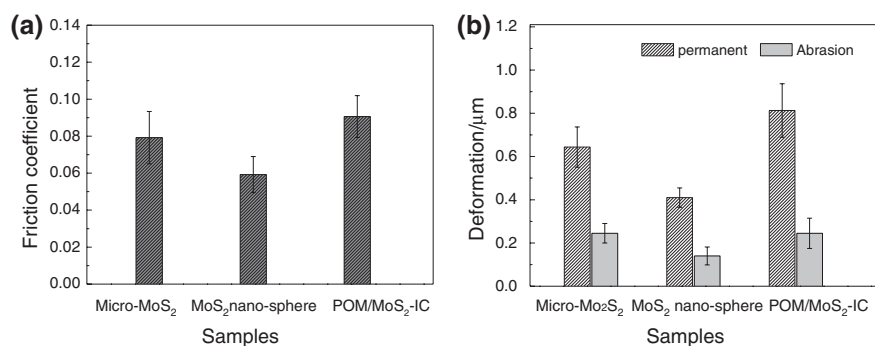 (a)
0.14
0.12
0.10
0.08
0.06
0.04
0.02
0.00
Friction coefficient
Micro-MoS₂ MoS₂nano-sphere POM/MoS₂-IC
Samples
(b)
1.2
1.0
0.8
0.6
0.4
0.2
0.0
Deformation/μm
permanent Abrasion
Micro-Mo₂S₂ MoS₂ nano-sphere POM/MoS₂-IC
Samples